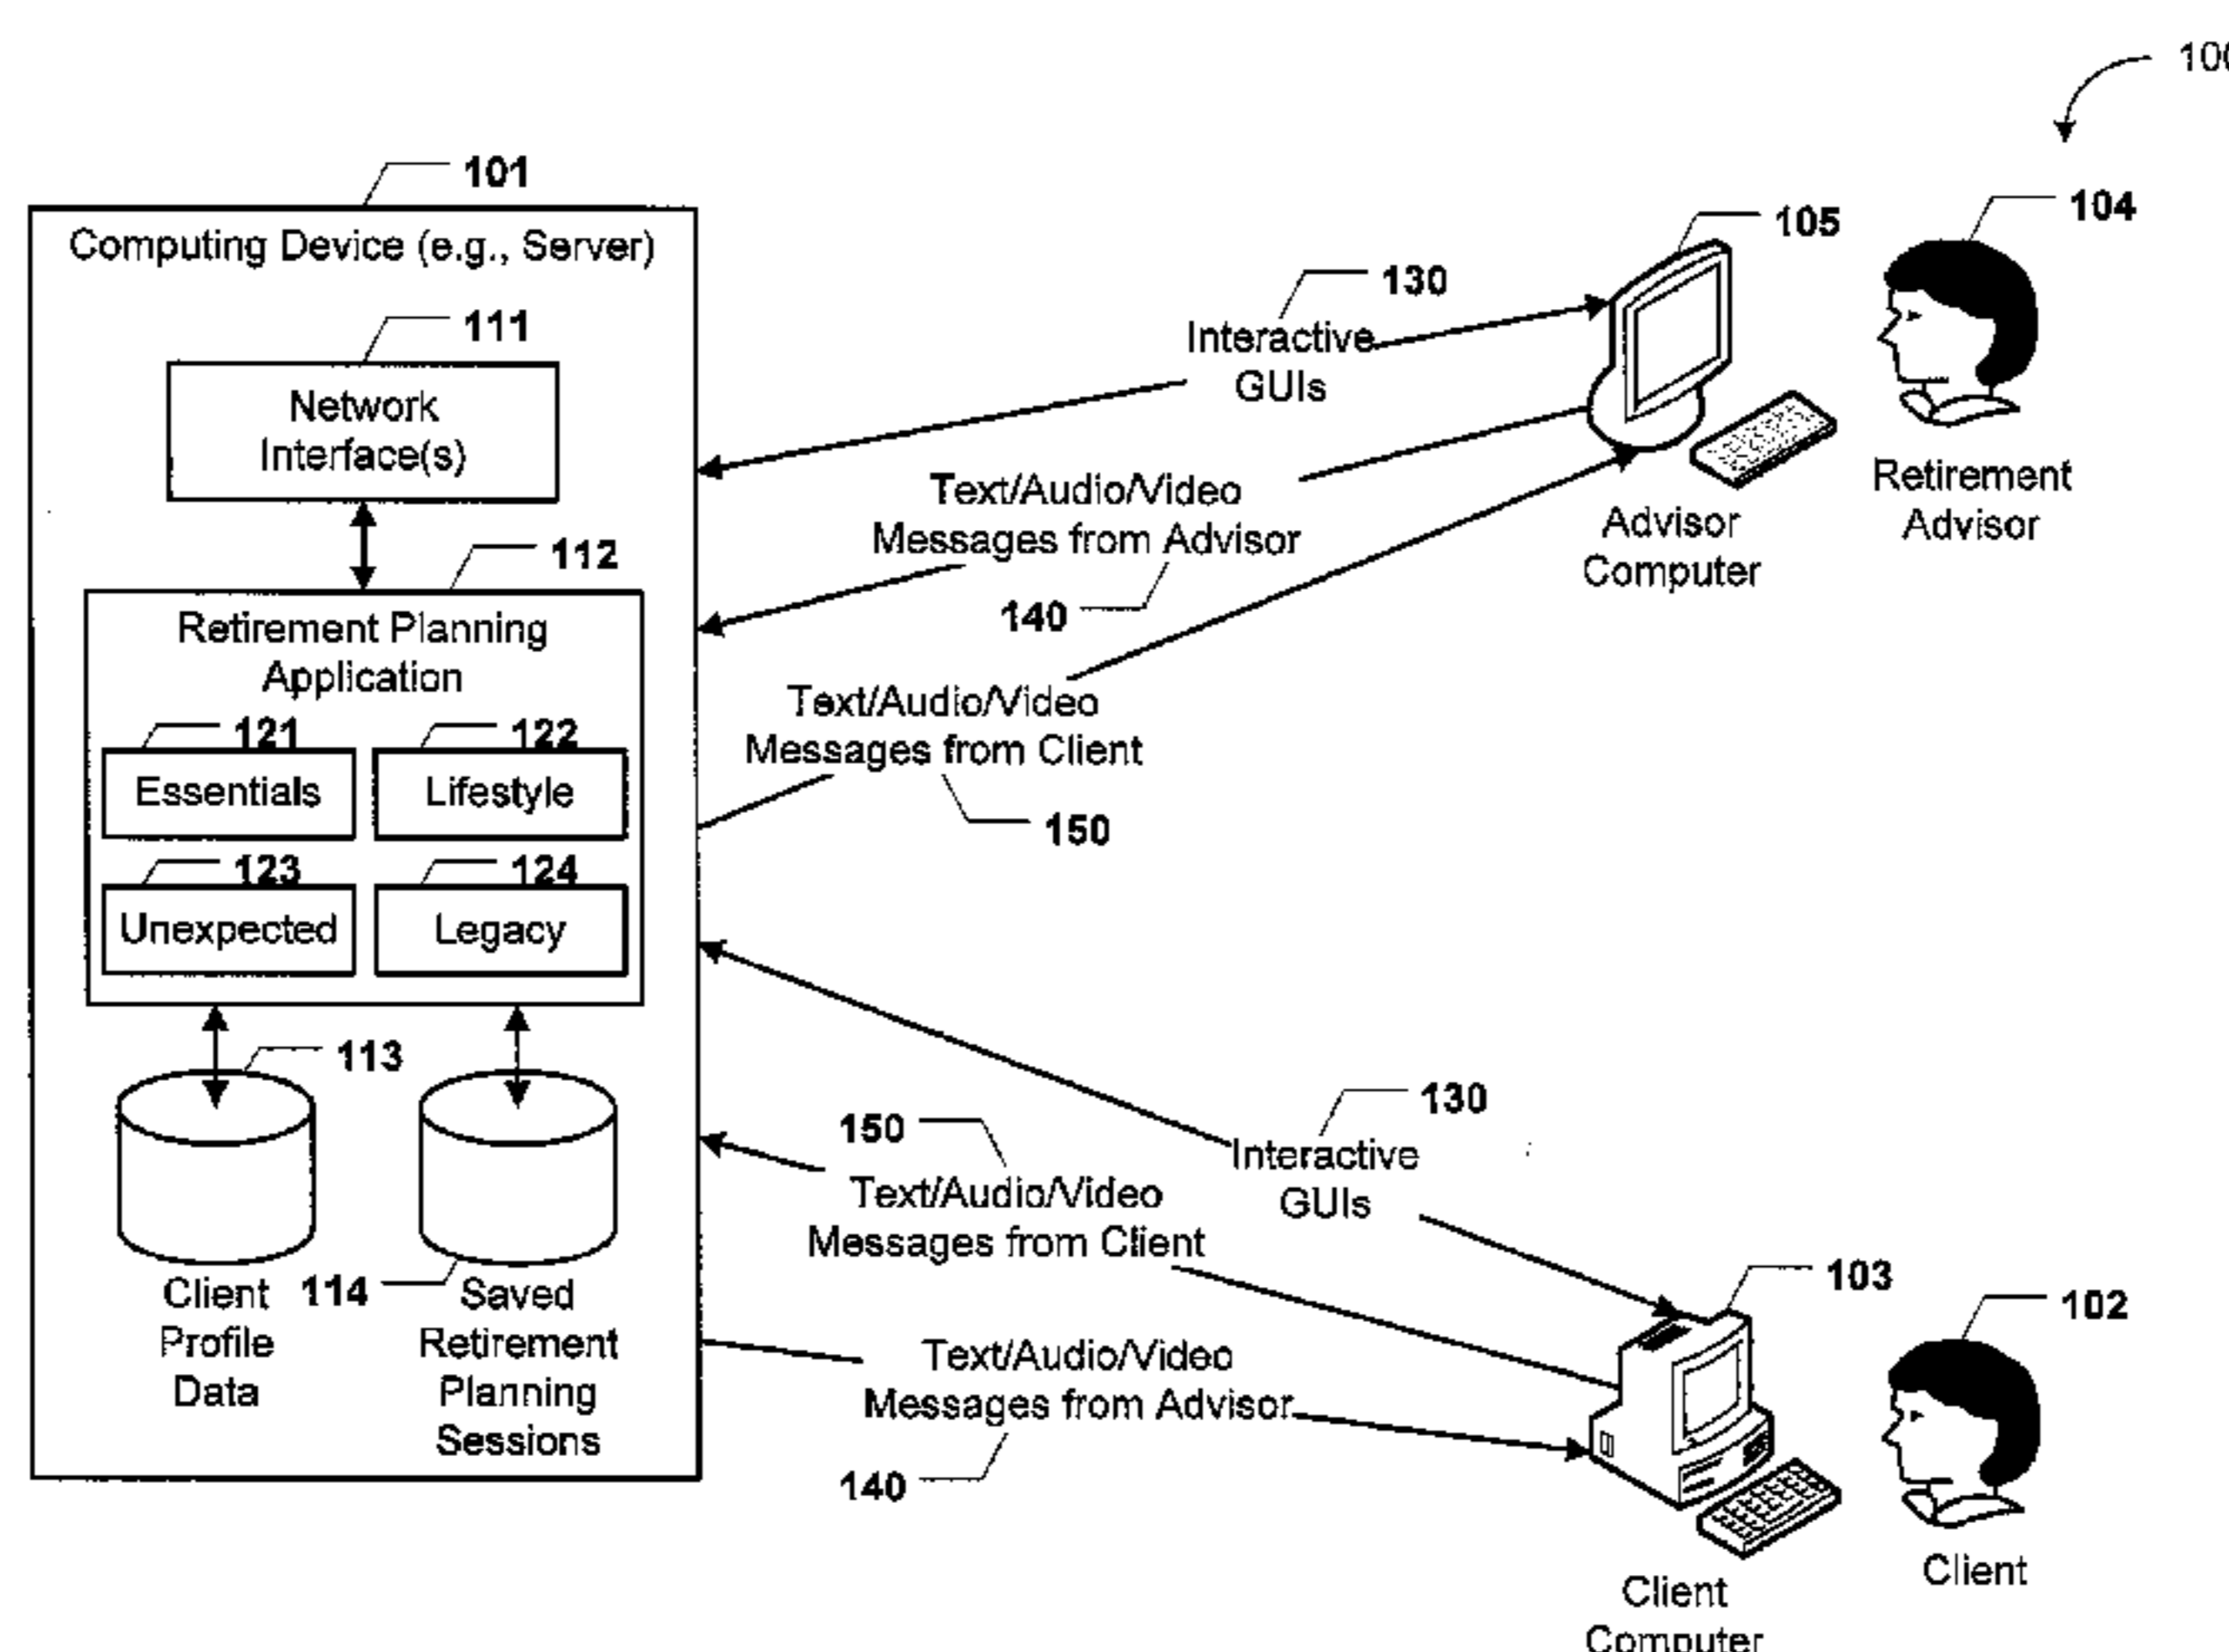 100
101
Computing Device (e.g., Server)
111
Network
Interface(s)
112
Retirement Planning
Application
121
122
Essentials
Lifestyle
123
124
Unexpected
Legacy
113
114
Client
Profile
Data
Saved
Retirement
Planning
Sessions
130
Interactive
GUIs
Text/Audio/Video
Messages from Advisor
140
Text/Audio/Video
Messages from Client
150
105
104
Advisor
Computer
Retirement
Advisor
130
Interactive
GUIs
150
Text/Audio/Video
Messages from Client
Text/Audio/Video
Messages from Advisor
140
103
102
Client
Computer
Client